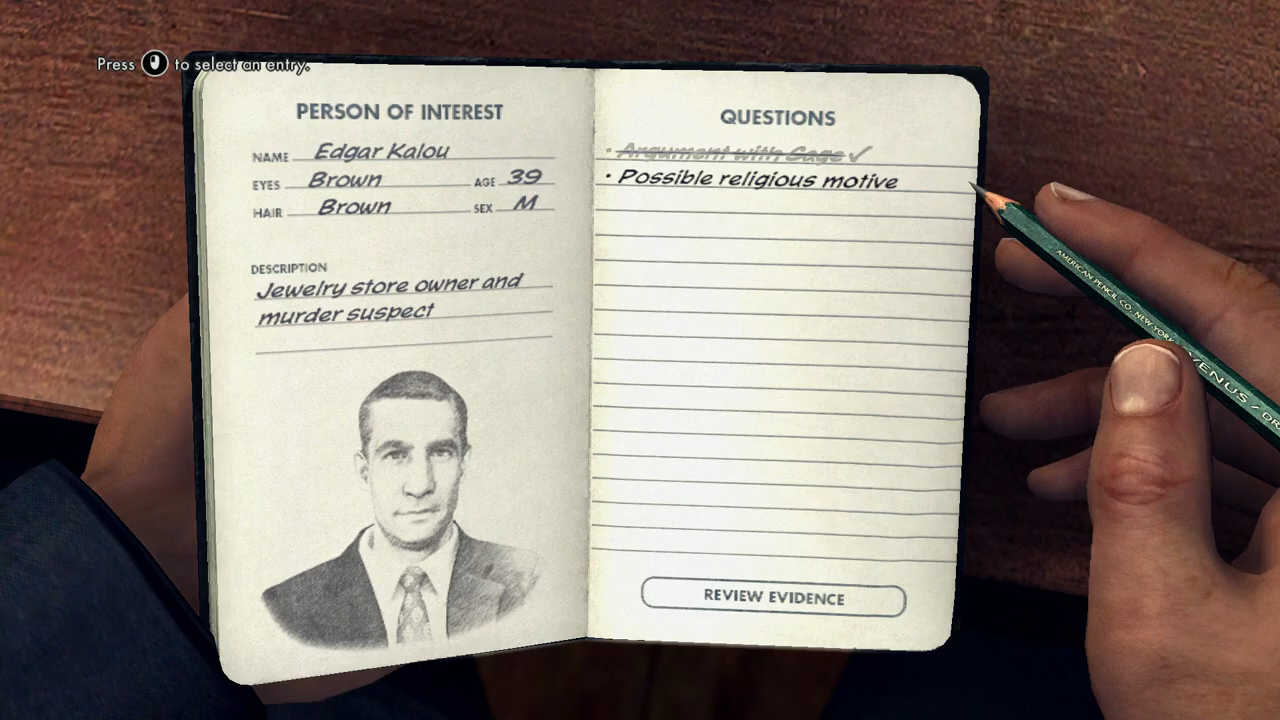 Press to select an entry.
PERSON OF INTEREST
NAME Edgar Kalou
EYES Brown AGE 39
HAIR Brown SEX M
DESCRIPTION
Jewelry store owner and
murder suspect
QUESTIONS
· Argument with Gage ✓
· Possible religious motive
REVIEW EVIDENCE
AMERICAN PENCIL CO. NEW YORK VENUS